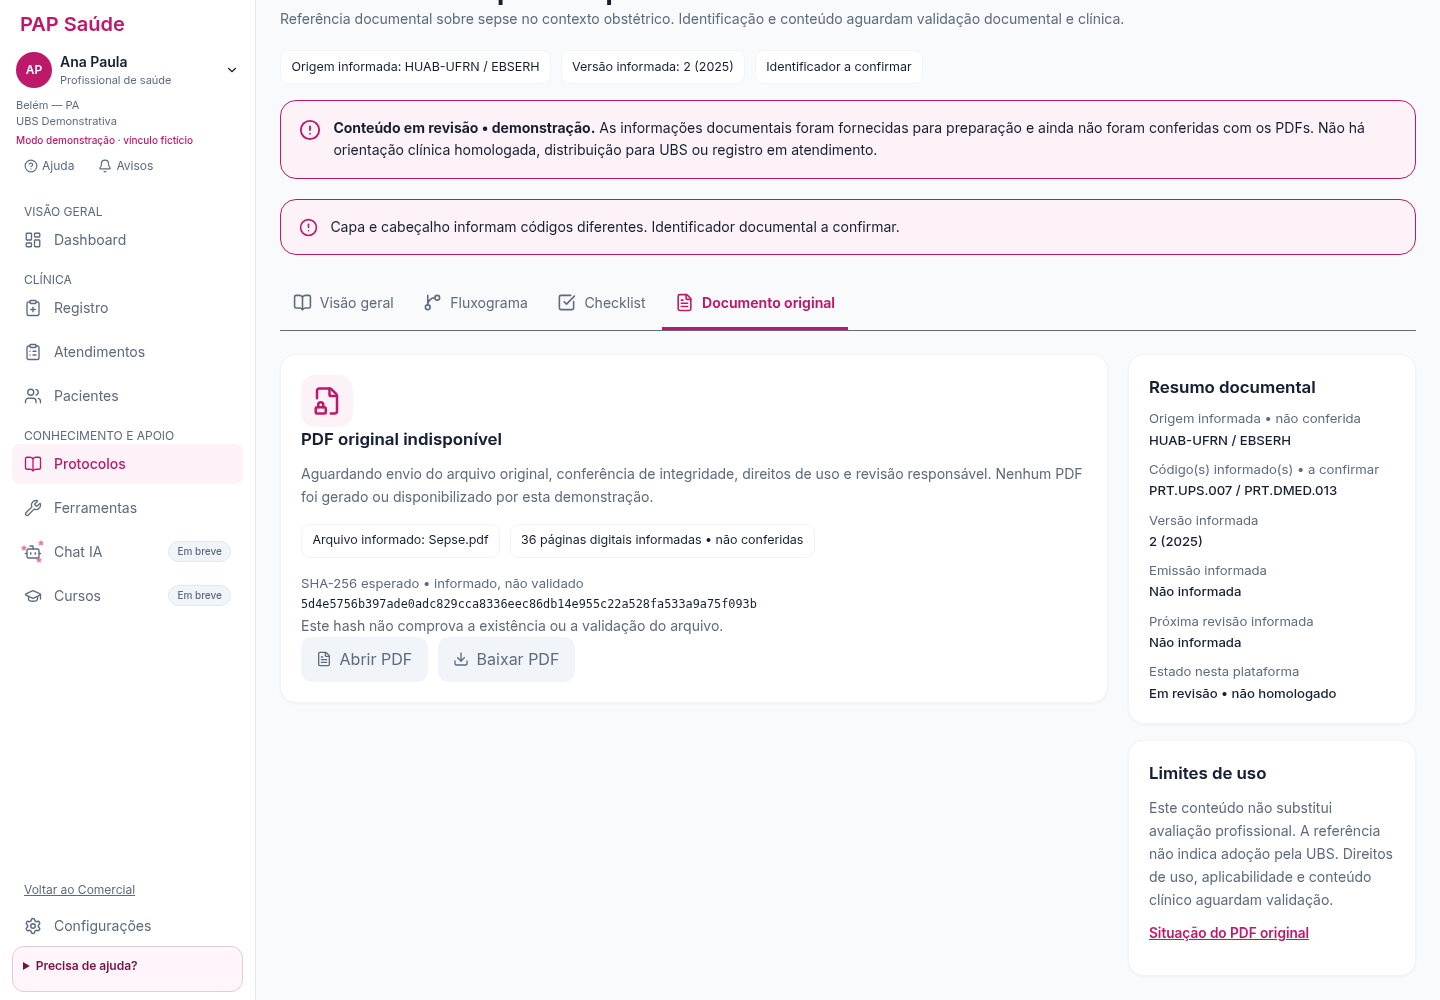 PAP Saúde
AP
Ana Paula
Profissional de saúde
Belém — PA
UBS Demonstrativa
Modo demonstração · vínculo fictício
Ajuda
Avisos
VISÃO GERAL
Dashboard
CLÍNICA
Registro
Atendimentos
Pacientes
CONHECIMENTO E APOIO
Protocolos
Ferramentas
Chat IA
Em breve
Cursos
Em breve
Voltar ao Comercial
Configurações
Precisa de ajuda?
Referência documental sobre sepse no contexto obstétrico. Identificação e conteúdo aguardam validação documental e clínica.
Origem informada: HUAB-UFRN / EBSERH
Versão informada: 2 (2025)
Identificador a confirmar
Conteúdo em revisão • demonstração. As informações documentais foram fornecidas para preparação e ainda não foram conferidas com os PDFs. Não há
orientação clínica homologada, distribuição para UBS ou registro em atendimento.
Capa e cabeçalho informam códigos diferentes. Identificador documental a confirmar.
Visão geral
Fluxograma
Checklist
Documento original
PDF original indisponível
Aguardando envio do arquivo original, conferência de integridade, direitos de uso e revisão responsável. Nenhum PDF
foi gerado ou disponibilizado por esta demonstração.
Arquivo informado: Sepse.pdf
36 páginas digitais informadas • não conferidas
SHA-256 esperado • informado, não validado
5d4e5756b397ade0adc829cca8336eec86db14e955c22a528fa533a9a75f093b
Este hash não comprova a existência ou a validação do arquivo.
Abrir PDF
Baixar PDF
Resumo documental
Origem informada • não conferida
HUAB-UFRN / EBSERH
Código(s) informado(s) • a confirmar
PRT.UPS.007 / PRT.DMED.013
Versão informada
2 (2025)
Emissão informada
Não informada
Próxima revisão informada
Não informada
Estado nesta plataforma
Em revisão • não homologado
Limites de uso
Este conteúdo não substitui
avaliação profissional. A referência
não indica adoção pela UBS. Direitos
de uso, aplicabilidade e conteúdo
clínico aguardam validação.
Situação do PDF original